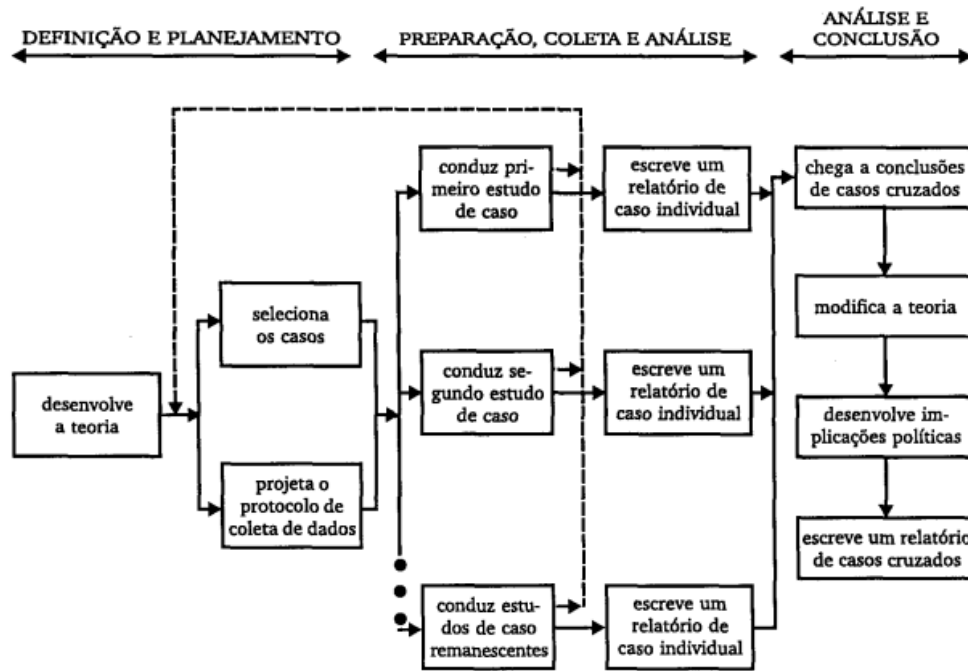 DEFINIÇÃO E PLANEJAMENTO
PREPARAÇÃO, COLETA E ANÁLISE
ANÁLISE E
CONCLUSÃO
desenvolve
a teoria
seleciona
os casos
projeta o
protocolo de
coleta de dados
conduz pri-
meiro estudo
de caso
escreve um
relatório de
caso individual
conduz se-
gundo estudo
de caso
escreve um
relatório de
caso individual
conduz estu-
dos de caso
remanescentes
escreve um
relatório de
caso individual
chega a conclusões
de casos cruzados
modifica a teoria
desenvolve im-
plicações políticas
escreve um relatório
de casos cruzados